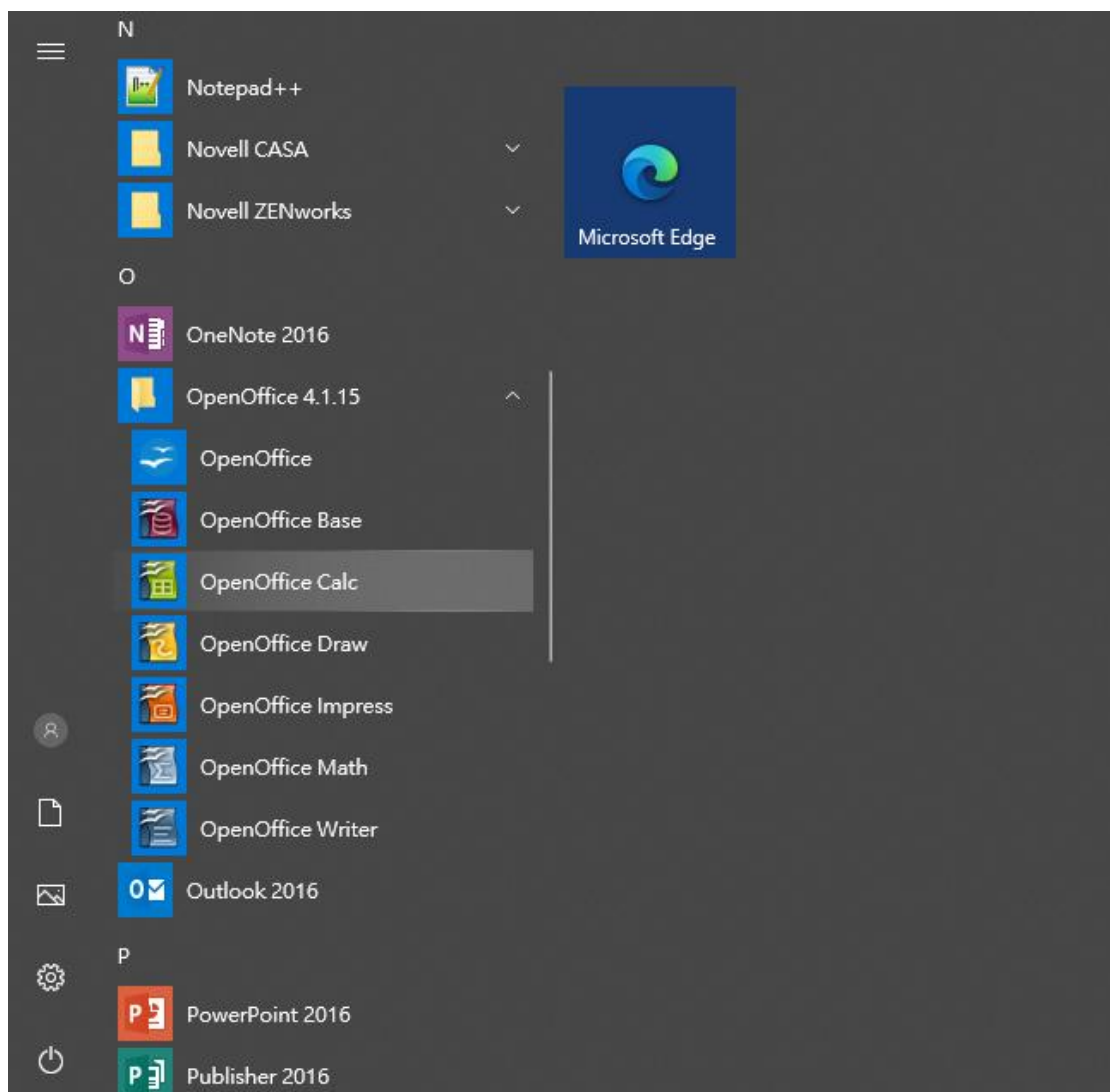 N
Notepad++
Novell CASA
Novell ZENworks
Microsoft Edge
O
OneNote 2016
OpenOffice 4.1.15
OpenOffice
OpenOffice Base
OpenOffice Calc
OpenOffice Draw
OpenOffice Impress
OpenOffice Math
OpenOffice Writer
Outlook 2016
P
PowerPoint 2016
Publisher 2016